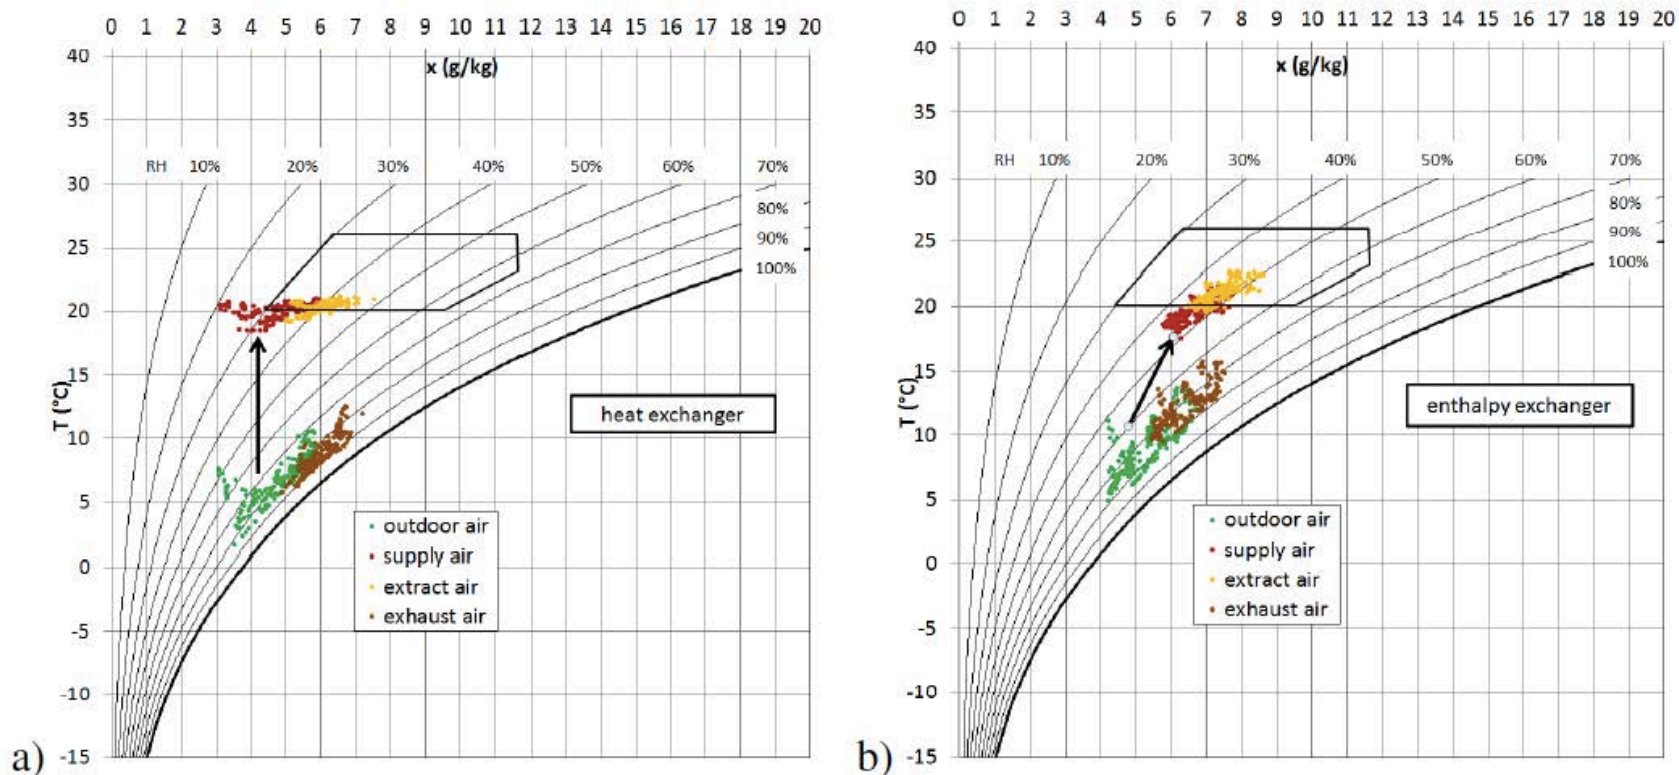 0 1 2 3 4 5 6 7 8 9 10 11 12 13 14 15 16 17 18 19 20
x (g/kg)
40
35
RH 10% 20% 30% 40% 50% 60% 70%
30
80%
25
90%
100%
20
15
T (°C)
heat exchanger
10
5
outdoor air
supply air
0
extract air
exhaust air
-5
-10
a) -15
0 1 2 3 4 5 6 7 8 9 10 11 12 13 14 15 16 17 18 19 20
x (g/kg)
40
35
RH 10% 20% 30% 40% 50% 60% 70%
30
80%
25
90%
100%
20
15
T (°C)
enthalpy exchanger
10
5
outdoor air
supply air
0
extract air
exhaust air
-5
-10
b) -15